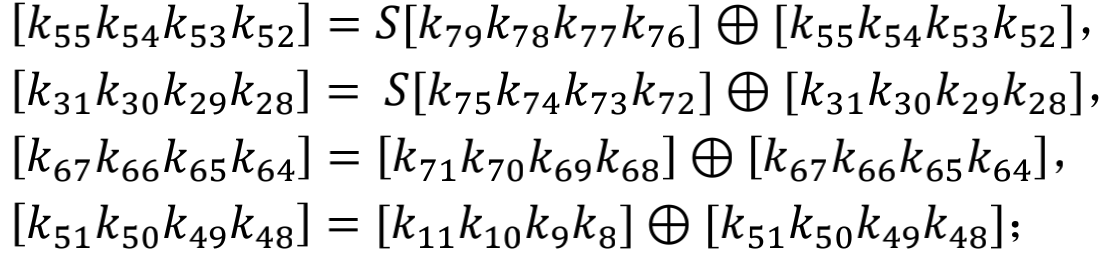 [k₅₅k₅₄k₅₃k₅₂] = S[k₇₉k₇₈k₇₇k₇₆] ⊕ [k₅₅k₅₄k₅₃k₅₂],
[k₃₁k₃₀k₂₉k₂₈] = S[k₇₅k₇₄k₇₃k₇₂] ⊕ [k₃₁k₃₀k₂₉k₂₈],
[k₆₇k₆₆k₆₅k₆₄] = [k₇₁k₇₀k₆₉k₆₈] ⊕ [k₆₇k₆₆k₆₅k₆₄],
[k₅₁k₅₀k₄₉k₄₈] = [k₁₁k₁₀k₉k₈] ⊕ [k₅₁k₅₀k₄₉k₄₈];